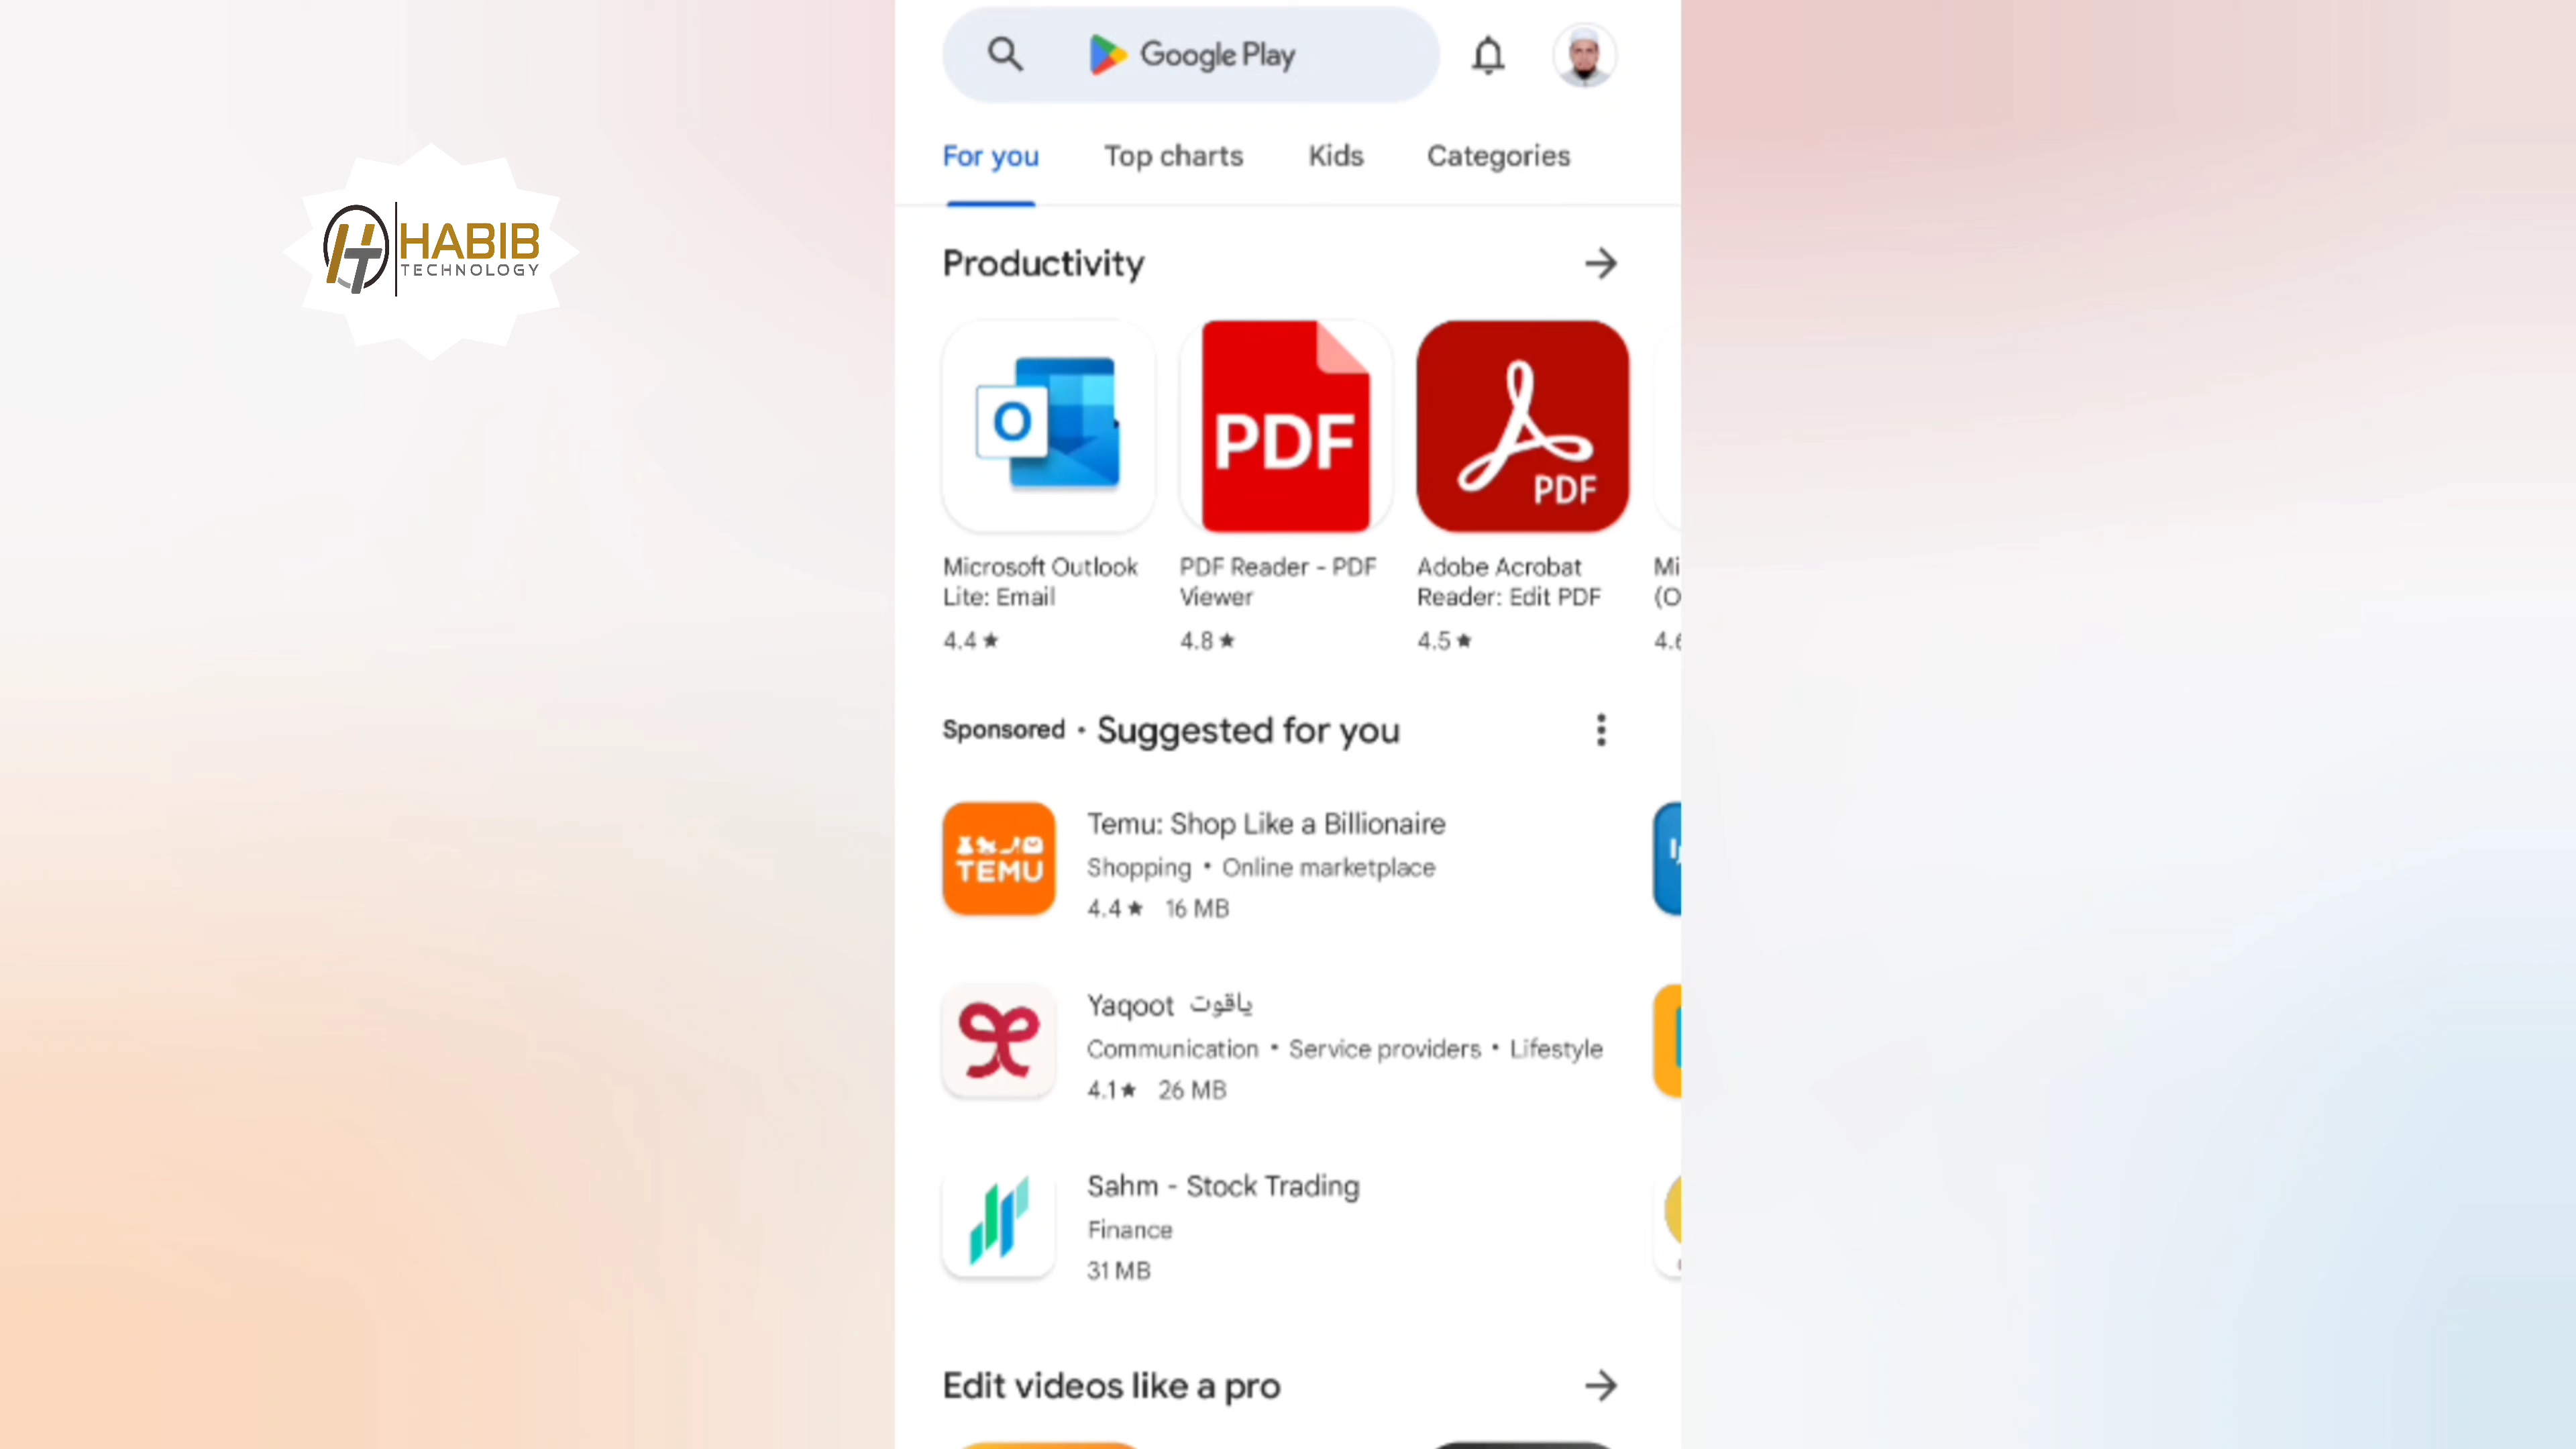 Google Play
For you Top charts Kids Categories
HABIB
TECHNOLOGY
Productivity
O
PDF
PDF
Microsoft Outlook
Lite: Email
4.4 ★
PDF Reader - PDF
Viewer
4.8 ★
Adobe Acrobat
Reader: Edit PDF
4.5 ★
Mi
(O
Sponsored • Suggested for you
TEMU
Temu: Shop Like a Billionaire
Shopping • Online marketplace
4.4 ★ 16 MB
Yaqoot ياقوت
Communication • Service providers • Lifestyle
4.1 ★ 26 MB
Sahm - Stock Trading
Finance
31 MB
Edit videos like a pro